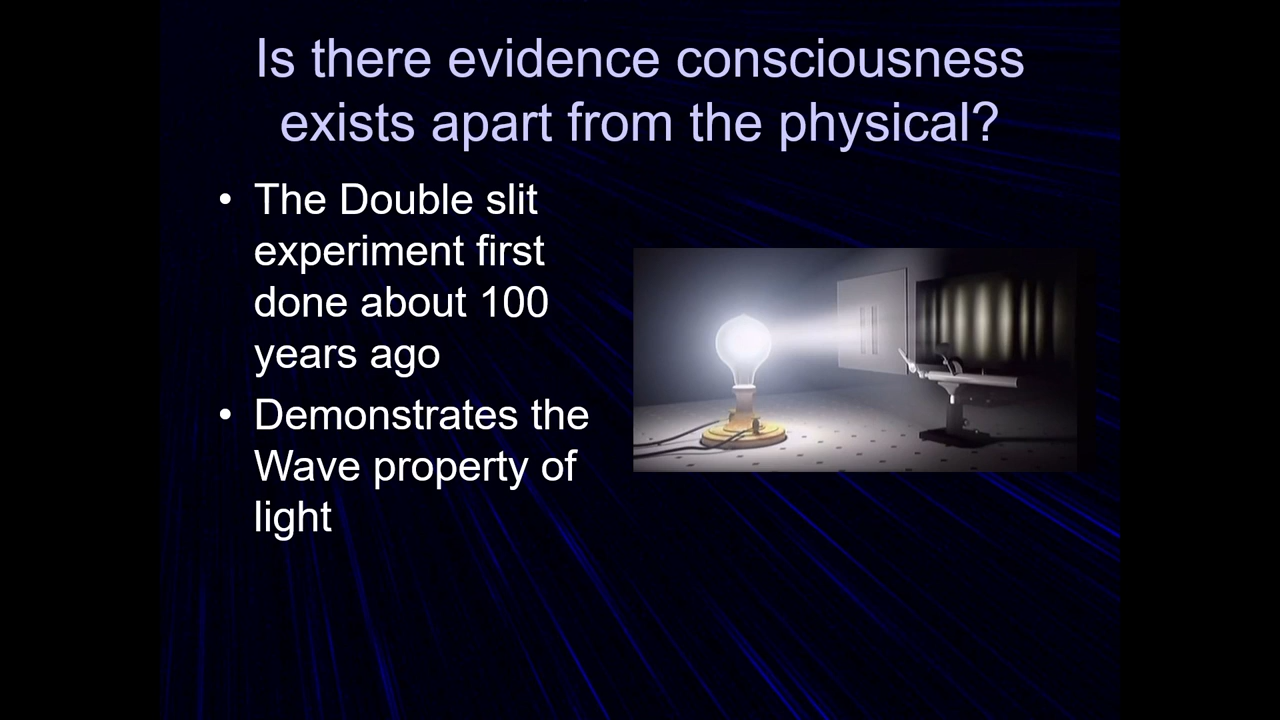 Is there evidence consciousness
exists apart from the physical?
• The Double slit
experiment first
done about 100
years ago
• Demonstrates the
Wave property of
light